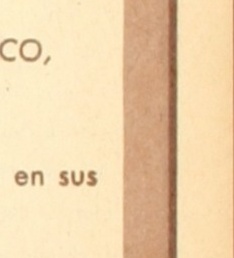 CO,
en sus